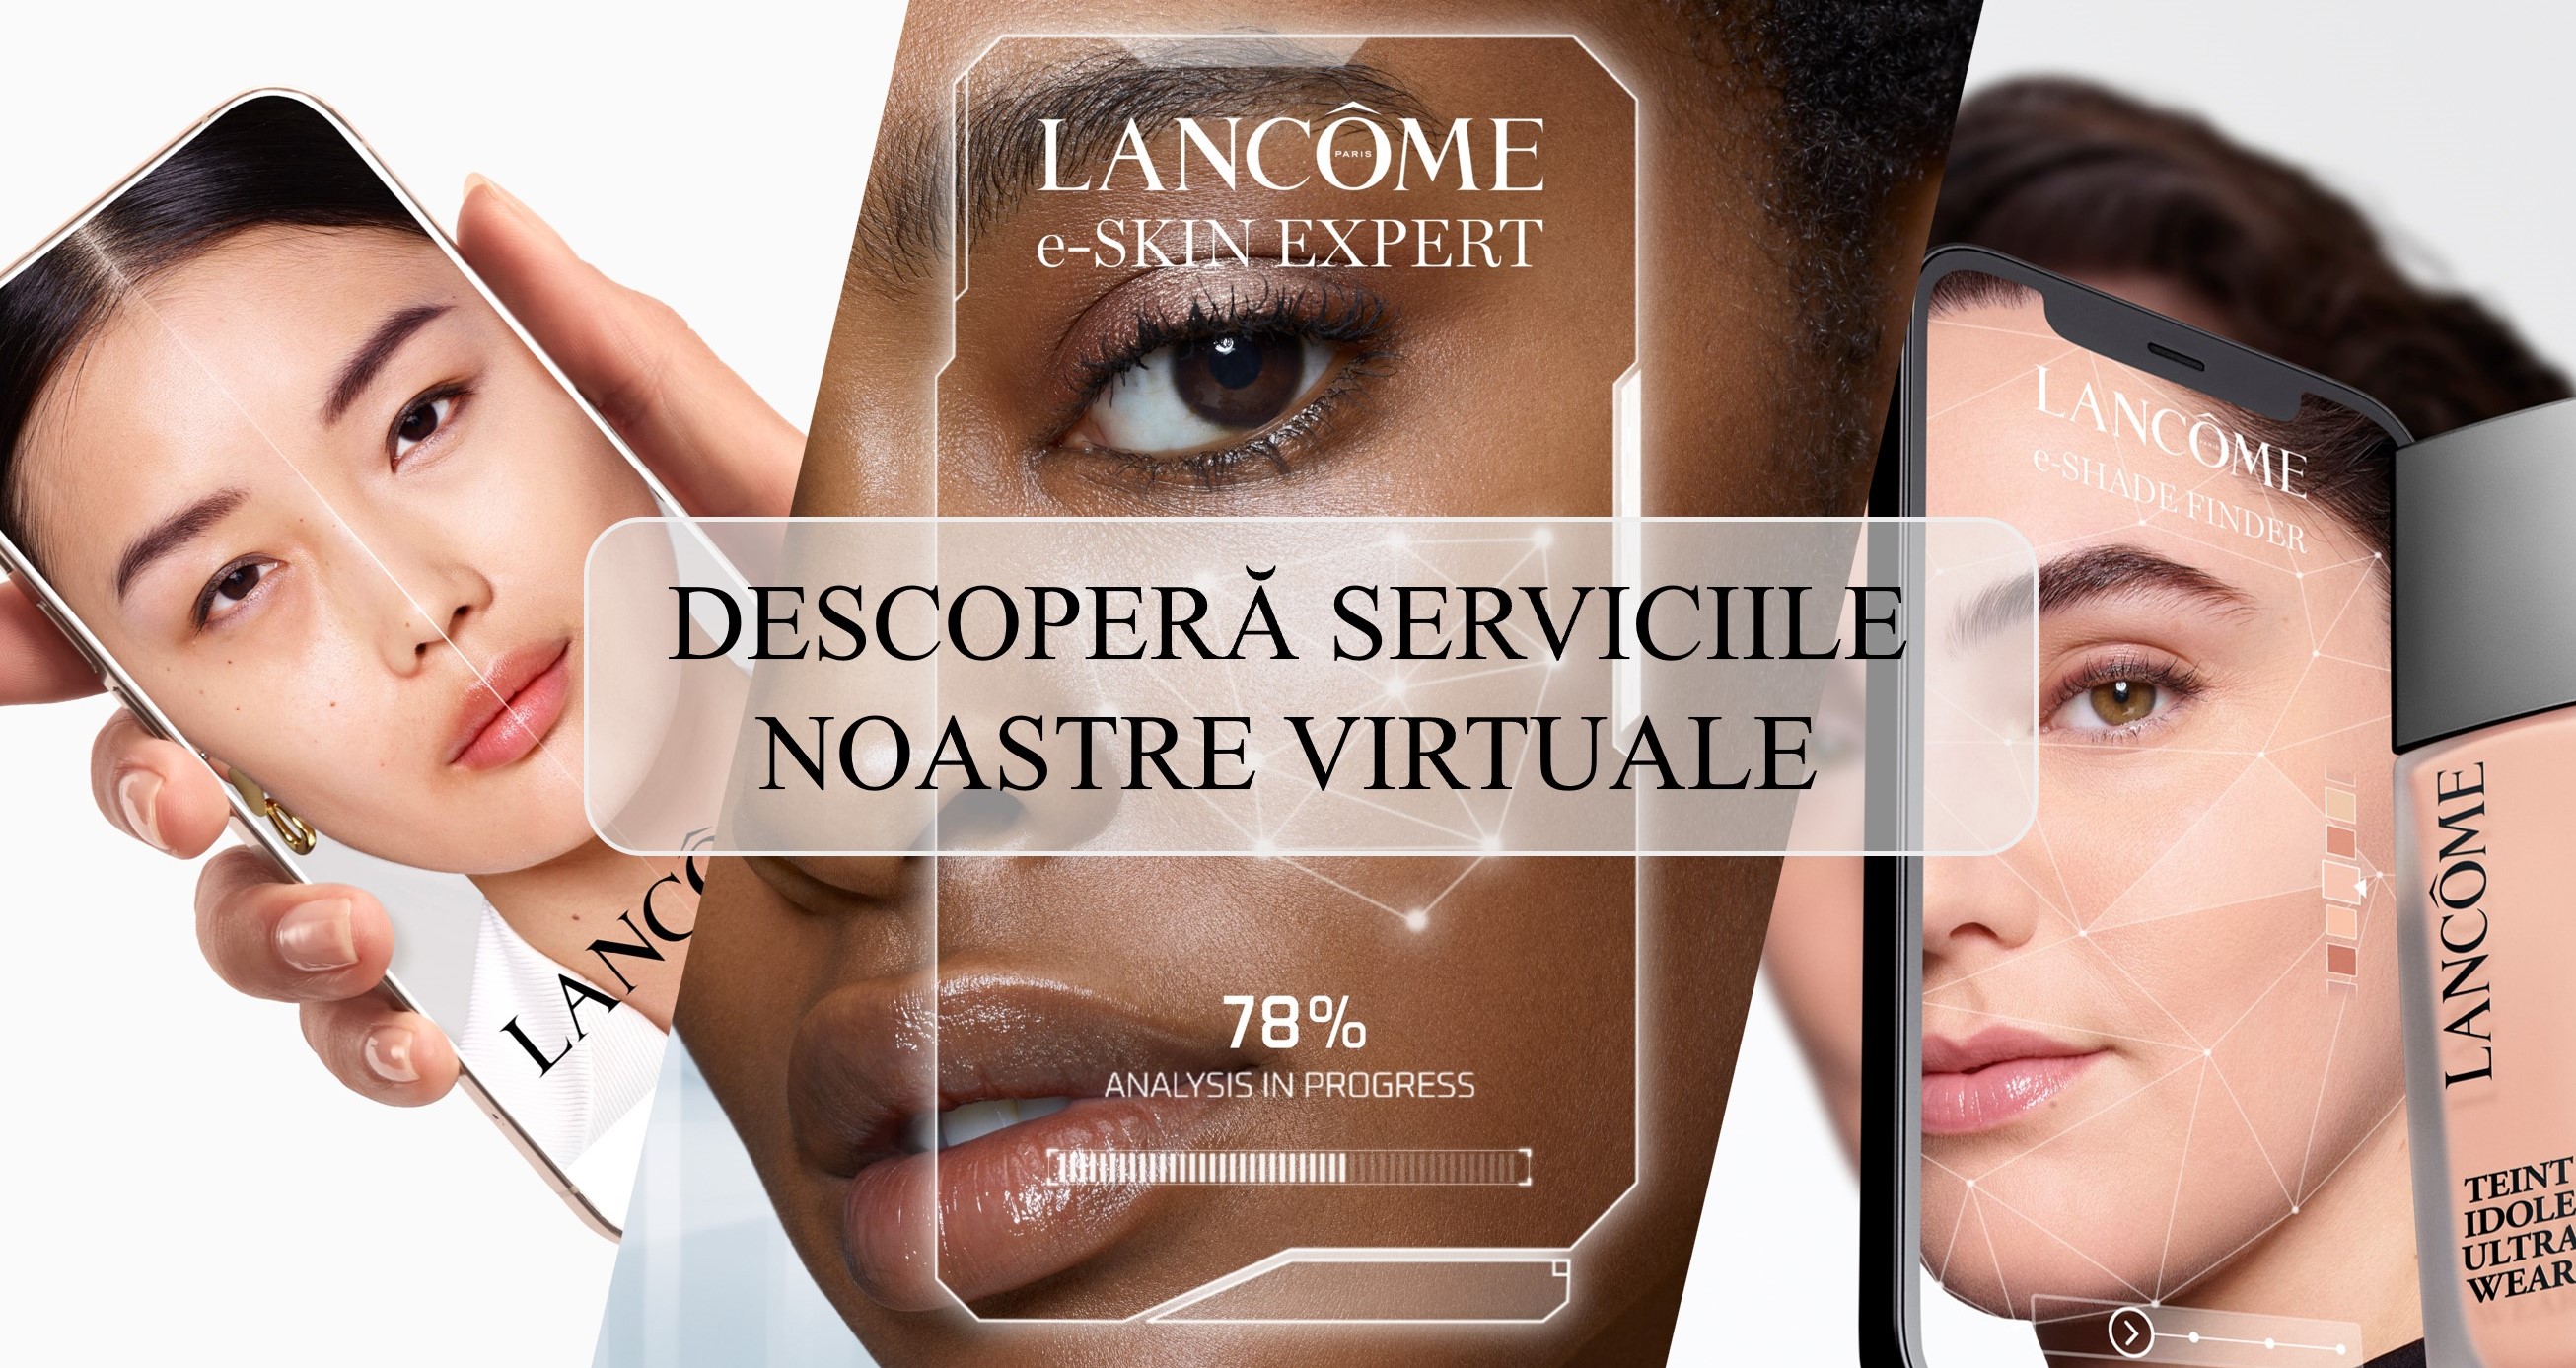 LANCÔME
PARIS
e-SKIN EXPERT
LANCÔME
e-SHADE FINDER
DESCOPERĂ SERVICIILE
NOASTRE VIRTUALE
LANCÔ
78%
ANALYSIS IN PROGRESS
LANCÔME
TEINT
IDOLE
ULTRA
WEAR